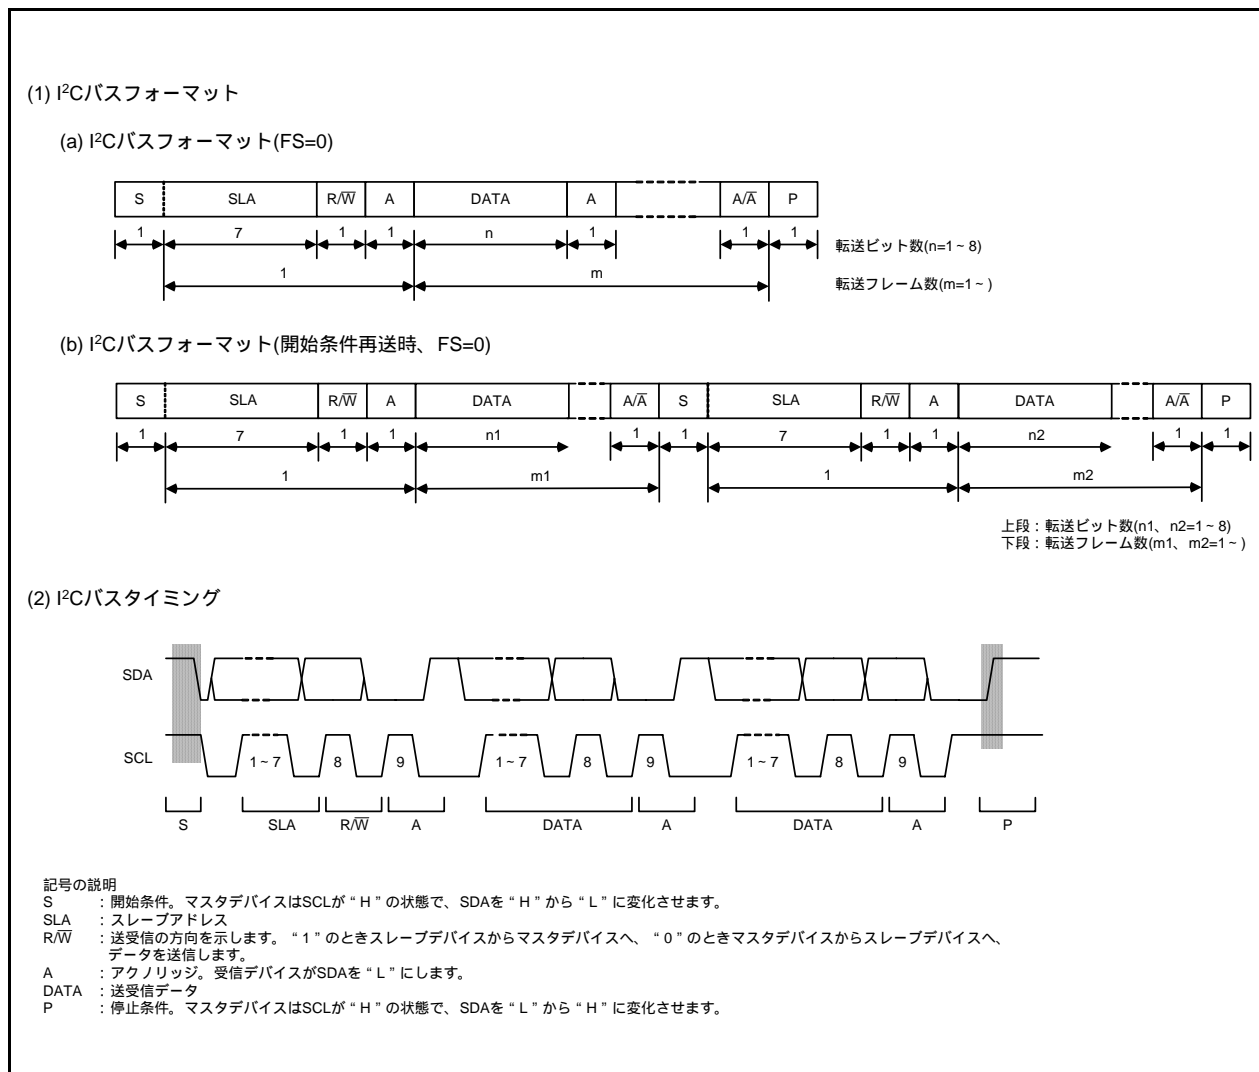 (1) I²Cバスフォーマット
(a) I²Cバスフォーマット(FS=0)
S SLA R/W̅ A DATA A A/A̅ P
1 7 1 1 n 1 1 1
転送ビット数(n=1~8)
1 m
転送フレーム数(m=1~)
(b) I²Cバスフォーマット(開始条件再送時、FS=0)
S SLA R/W̅ A DATA A/A̅ S SLA R/W̅ A DATA A/A̅ P
1 7 1 1 n1 1 1 7 1 1 n2 1 1
1 m1 1 m2
上段:転送ビット数(n1、n2=1~8)
下段:転送フレーム数(m1、m2=1~)
(2) I²Cバスタイミング
SDA
SCL 1~7 8 9 1~7 8 9 1~7 8 9
S SLA R/W̅ A DATA A DATA A P
記号の説明
S :開始条件。マスタデバイスはSCLが“H”の状態で、SDAを“H”から“L”に変化させます。
SLA :スレーブアドレス
R/W̅ :送受信の方向を示します。“1”のときスレーブデバイスからマスタデバイスへ、“0”のときマスタデバイスからスレーブデバイスへ、
データを送信します。
A :アクノリッジ。受信デバイスがSDAを“L”にします。
DATA :送受信データ
P :停止条件。マスタデバイスはSCLが“H”の状態で、SDAを“L”から“H”に変化させます。